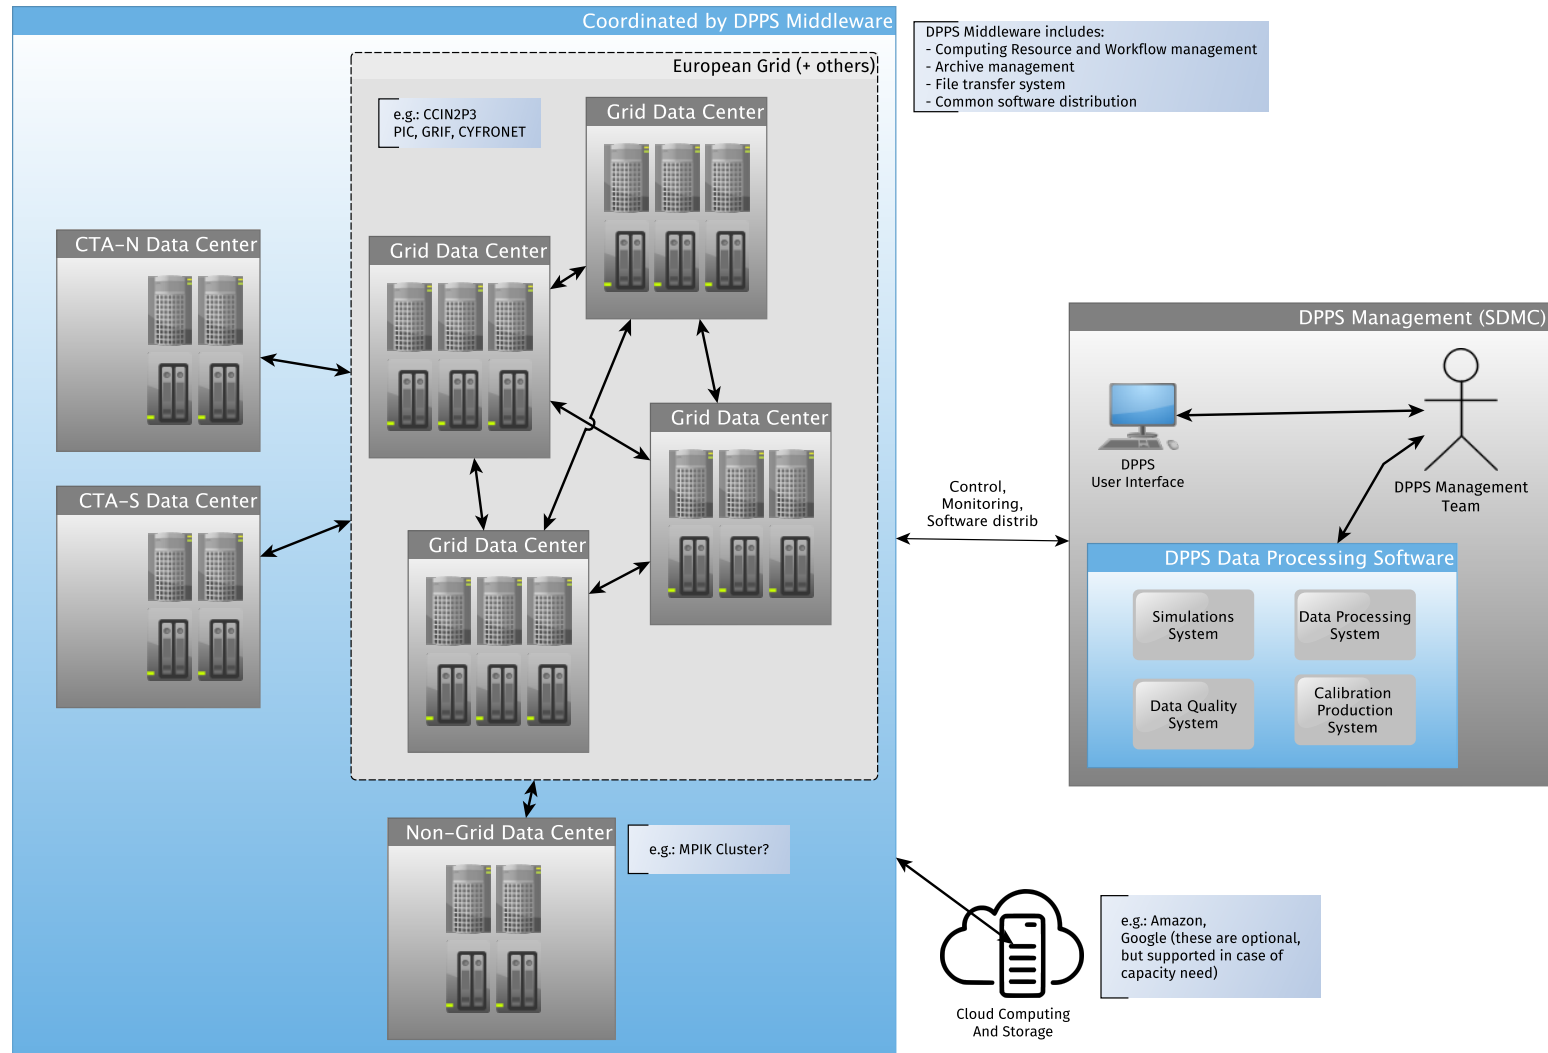 Coordinated by DPPS Middleware
DPPS Middleware includes:
- Computing Resource and Workflow management
- Archive management
- File transfer system
- Common software distribution
European Grid (+ others)
e.g.: CCIN2P3
PIC, GRIF, CYFRONET
Grid Data Center
CTA-N Data Center
Grid Data Center
Grid Data Center
CTA-S Data Center
Grid Data Center
Control,
Monitoring,
Software distrib
DPPS Management (SDMC)
DPPS
User Interface
DPPS Management
Team
DPPS Data Processing Software
Simulations
System
Data Processing
System
Data Quality
System
Calibration
Production
System
Non-Grid Data Center
e.g.: MPIK Cluster?
Cloud Computing
And Storage
e.g.: Amazon,
Google (these are optional,
but supported in case of
capacity need)